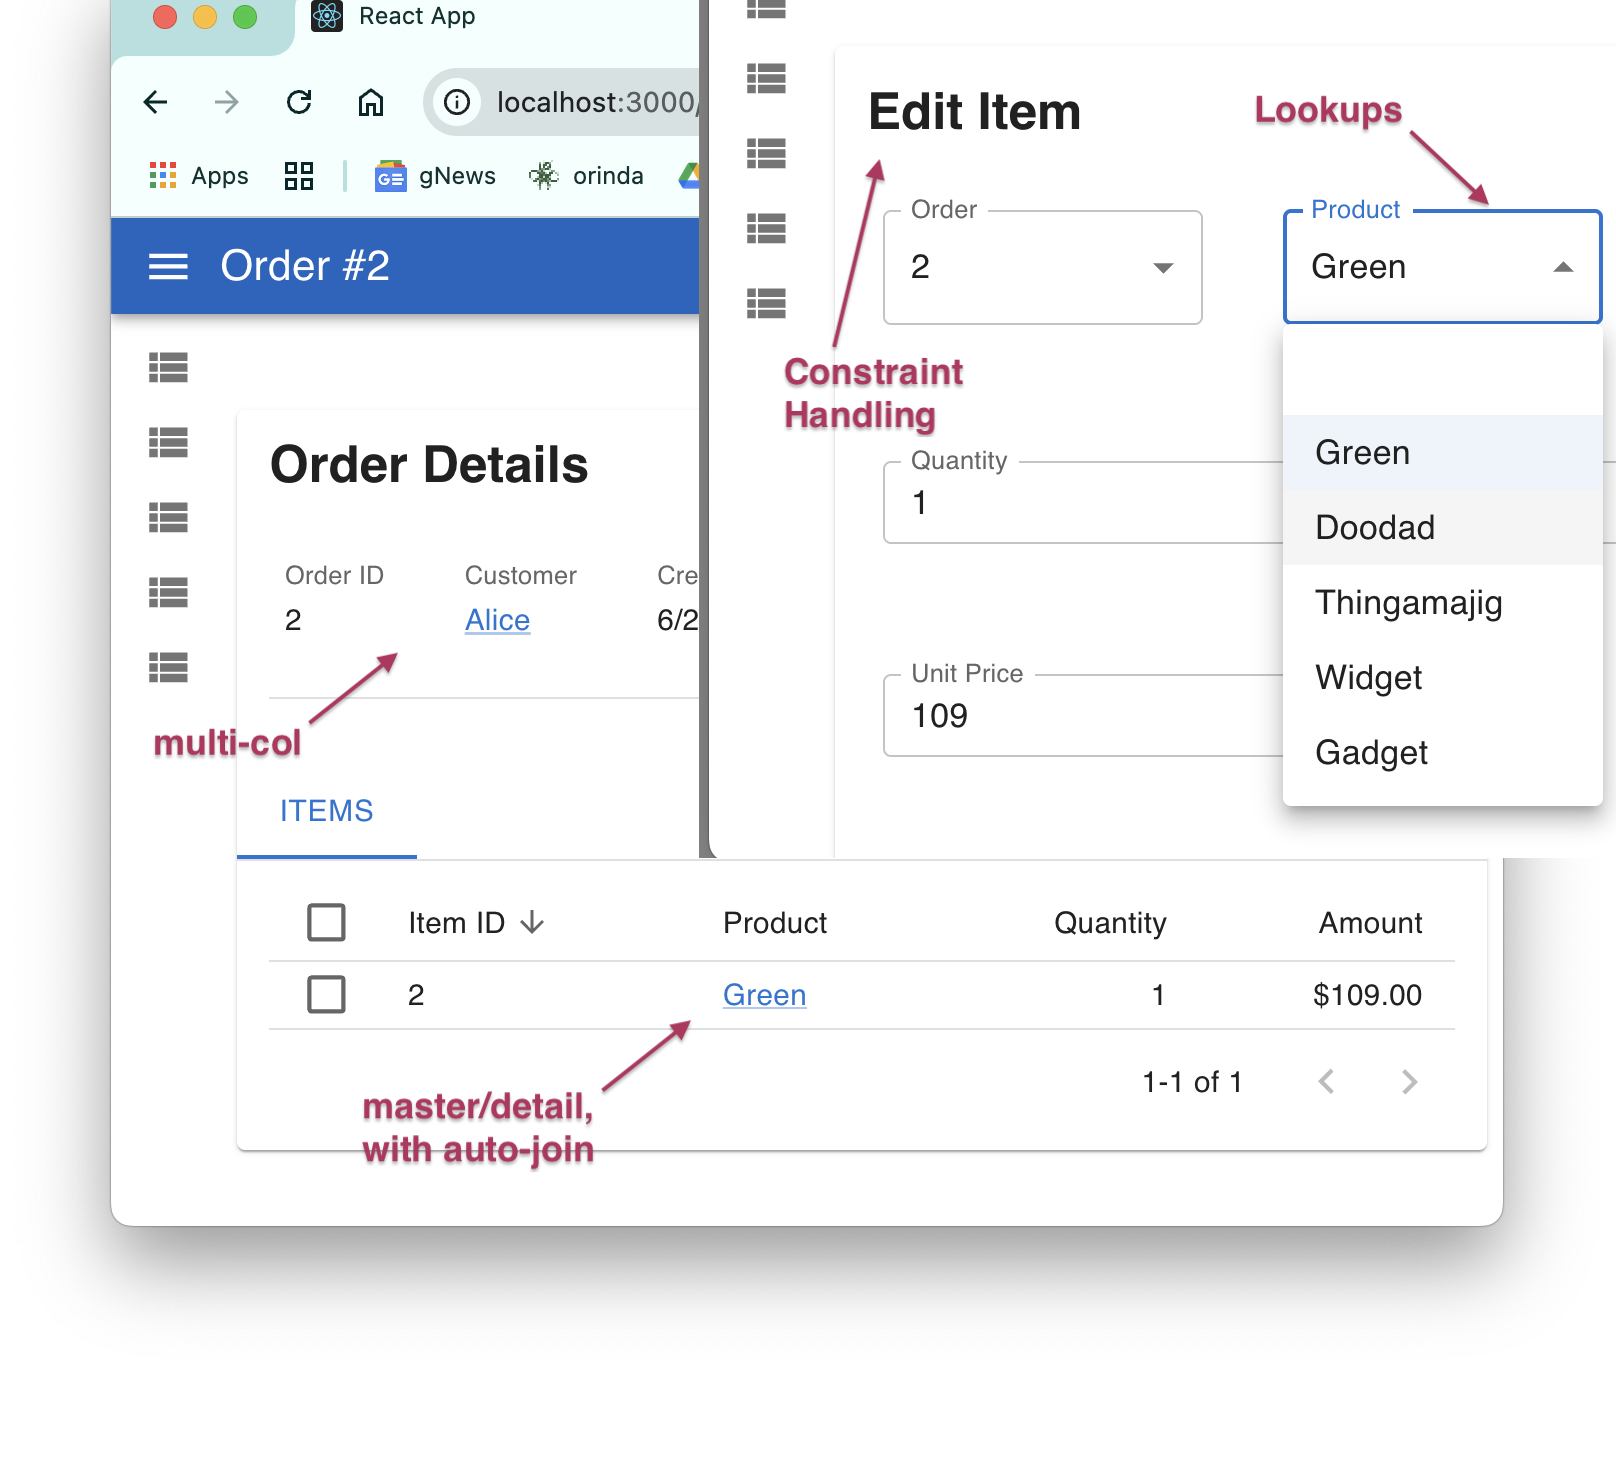 React App
localhost:3000/
Apps
gNews
orinda
Order #2
Order Details
Order ID
Customer
Cre
2
Alice
6/2
multi-col
ITEMS
Edit Item
Lookups
Order
2
Product
Green
Constraint
Handling
Quantity
1
Unit Price
109
Green
Doodad
Thingamajig
Widget
Gadget
Item ID
Product
Quantity
Amount
2
Green
1
$109.00
master/detail,
with auto-join
1-1 of 1